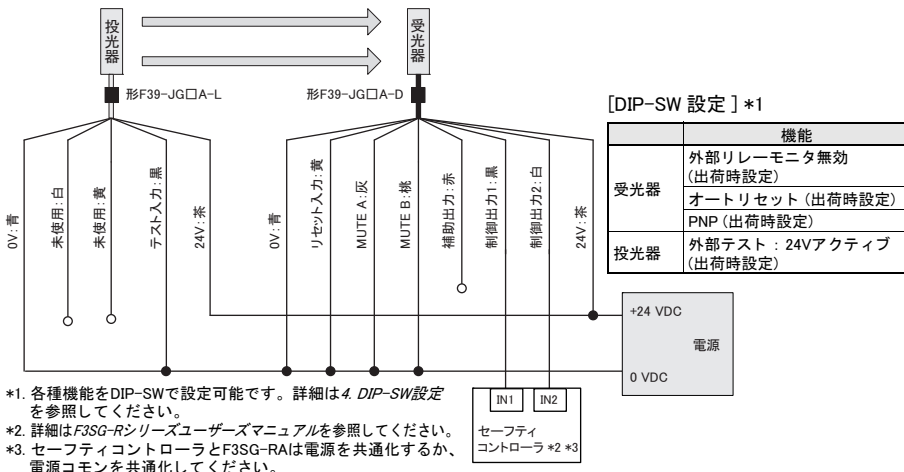 投光器
受光器
形F39-JG□A-L
形F39-JG□A-D
0V:青
未使用:白
未使用:黄
テスト入力:黒
24V:茶
0V:青
リセット入力:黄
MUTE A:灰
MUTE B:桃
補助出力:赤
制御出力1:黒
制御出力2:白
24V:茶
[DIP-SW 設定 ] *1
機能
受光器
外部リレーモニタ無効
(出荷時設定)
オートリセット (出荷時設定)
PNP (出荷時設定)
投光器
外部テスト : 24Vアクティブ
(出荷時設定)
+24 VDC
電源
0 VDC
IN1 IN2
セーフティ
コントローラ *2 *3
*1. 各種機能をDIP-SWで設定可能です。詳細は4. DIP-SW設定
を参照してください。
*2. 詳細はF3SG-Rシリーズユーザーズマニュアルを参照してください。
*3. セーフティコントローラとF3SG-RAは電源を共通化するか、
電源コモンを共通化してください。